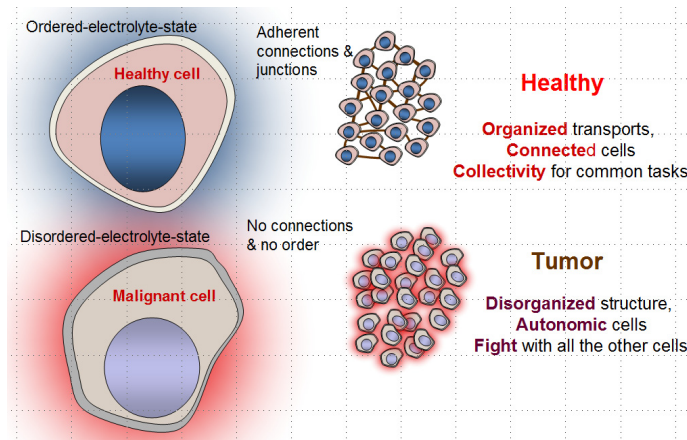 Ordered-electrolyte-state
Healthy cell
Adherent
connections &
junctions
Healthy
Organized transports,
Connected cells
Collectivity for common tasks
Disordered-electrolyte-state
Malignant cell
No connections
& no order
Tumor
Disorganized structure,
Autonomic cells
Fight with all the other cells